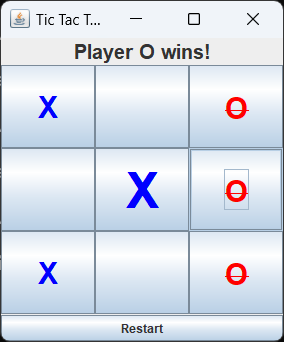 Tic Tac T...
Player O wins!
X O
X O
X O
Restart